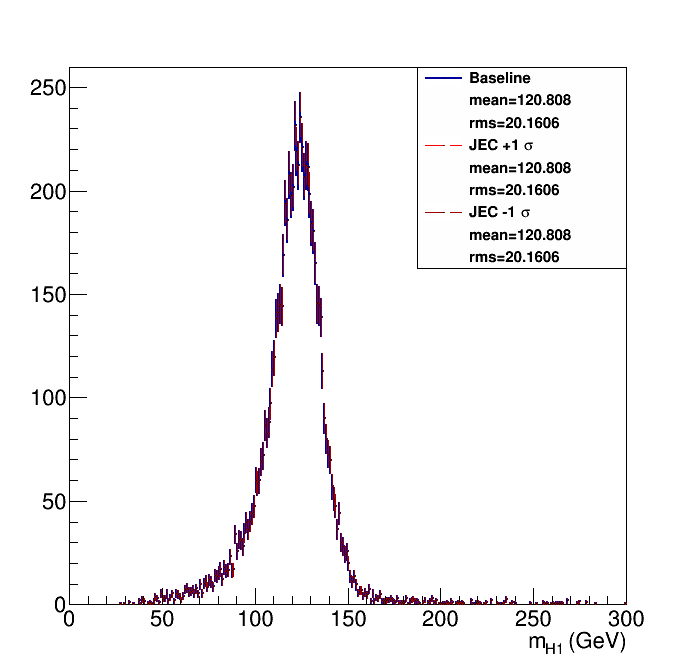 Baseline
mean=120.808
rms=20.1606
JEC +1 σ
mean=120.808
rms=20.1606
JEC -1 σ
mean=120.808
rms=20.1606
250
200
150
100
50
0
0 50 100 150 200 250 300
m_H1 (GeV)